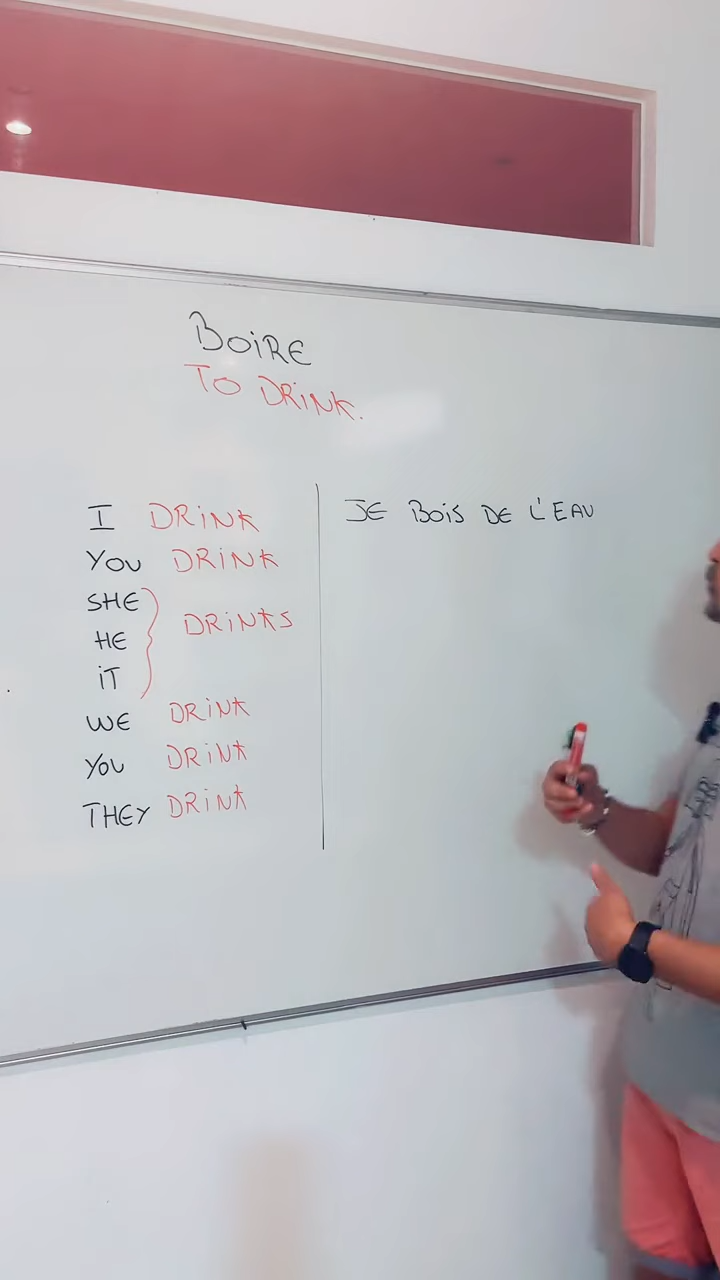 BOIRE
TO DRINK.
I DRINK
YOU DRINK
SHE
HE DRINKS
IT
WE DRINK
YOU DRINK
THEY DRINK
JE BOIS DE L'EAU